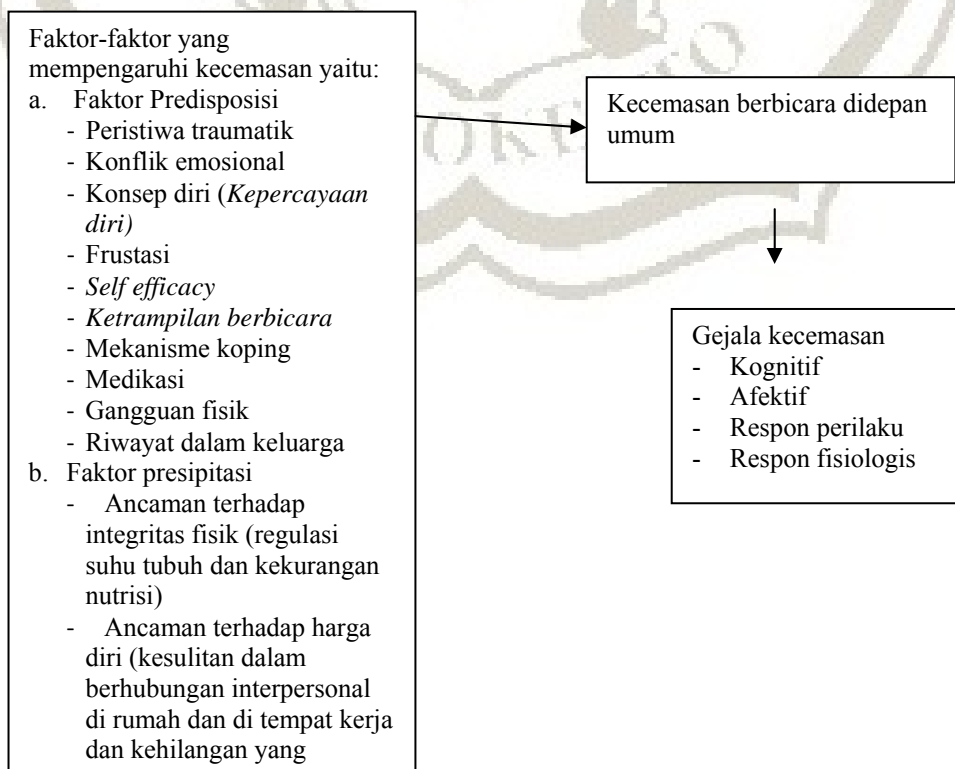 Faktor-faktor yang
mempengaruhi kecemasan yaitu:
a. Faktor Predisposisi
- Peristiwa traumatik
- Konflik emosional
- Konsep diri (Kepercayaan
diri)
- Frustasi
- Self efficacy
- Ketrampilan berbicara
- Mekanisme koping
- Medikasi
- Gangguan fisik
- Riwayat dalam keluarga
b. Faktor presipitasi
- Ancaman terhadap
integritas fisik (regulasi
suhu tubuh dan kekurangan
nutrisi)
- Ancaman terhadap harga
diri (kesulitan dalam
berhubungan interpersonal
di rumah dan di tempat kerja
dan kehilangan yang
Kecemasan berbicara didepan
umum
Gejala kecemasan
- Kognitif
- Afektif
- Respon perilaku
- Respon fisiologis